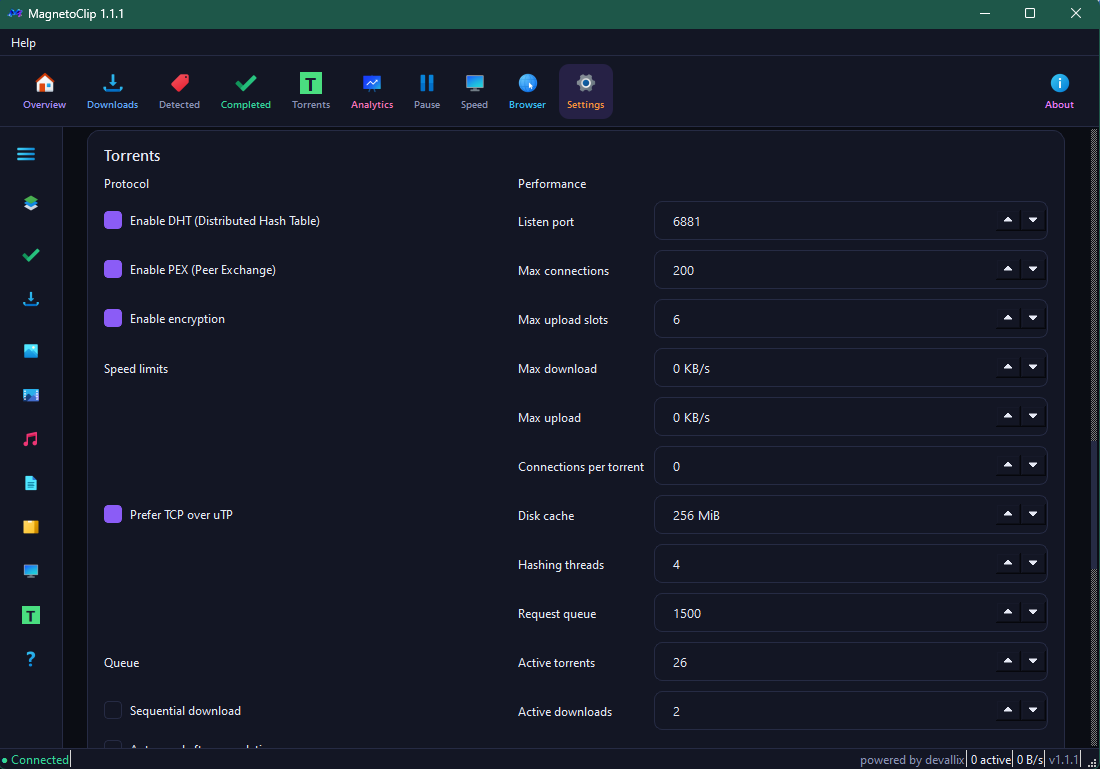 MagnetoClip 1.1.1
Help
Overview Downloads Detected Completed Torrents Analytics Pause Speed Browser Settings About
Torrents
Protocol Performance
Enable DHT (Distributed Hash Table) Listen port 6881
Enable PEX (Peer Exchange) Max connections 200
Enable encryption Max upload slots 6
Speed limits Max download 0 KB/s
Max upload 0 KB/s
Connections per torrent 0
Prefer TCP over uTP Disk cache 256 MiB
Hashing threads 4
Request queue 1500
Queue Active torrents 26
Sequential download Active downloads 2
Connected powered by devallix 0 active 0 B/s v1.1.1